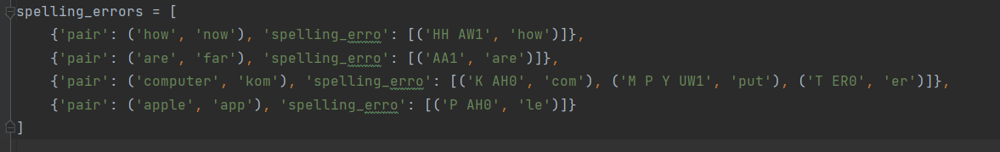 spelling_errors = [
    {'pair': ('how', 'now'), 'spelling_erro': [('HH AW1', 'how')]},
    {'pair': ('are', 'far'), 'spelling_erro': [('AA1', 'are')]},
    {'pair': ('computer', 'kom'), 'spelling_erro': [('K AH0', 'com'), ('M P Y UW1', 'put'), ('T ER0', 'er')]},
    {'pair': ('apple', 'app'), 'spelling_erro': [('P AH0', 'le')]}
]